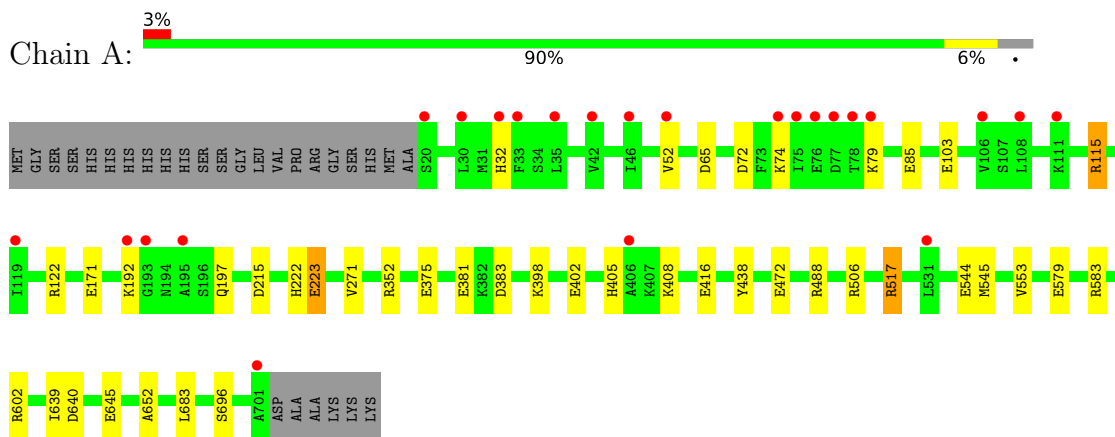 3%
Chain A:
90% 6% •
MET GLY SER SER HIS HIS HIS HIS HIS HIS SER SER GLY LEU VAL PRO ARG GLY SER HIS MET ALA S20 L30 M31 H32 F33 S34 L35 V42 I46 V52 D65 D72 F73 K74 I75 E76 D77 T78 K79 E85 E103 V106 S107 L108 K111 R115
I119 R122 E171 K192 G193 N194 A195 S196 Q197 D215 H222 E223 V271 R352 E375 E381 K382 D383 K398 E402 H405 A406 K407 K408 E416 Y438 E472 R488 R506 R517 L531 E544 M545 V553 E579 R583
R602 I639 D640 E645 A652 L683 S696 A701 ASP ALA ALA LYS LYS LYS